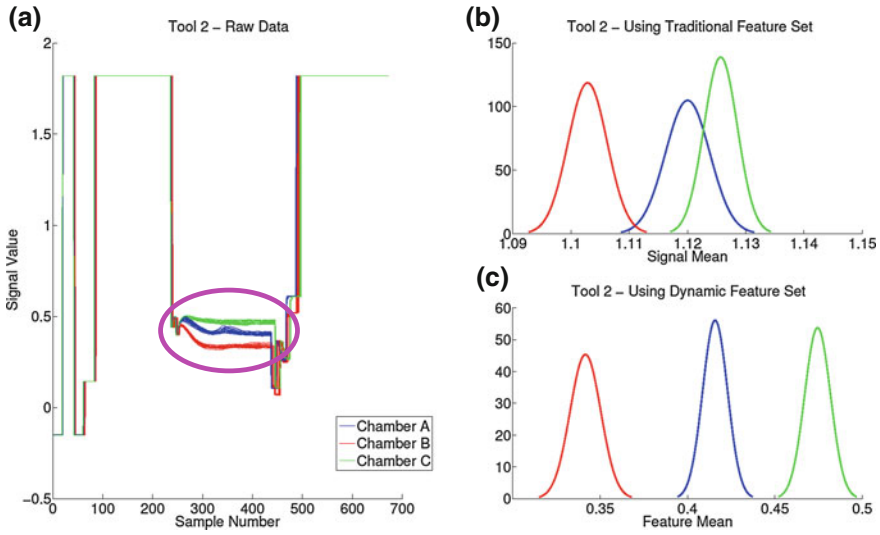 (a)
Tool 2 – Raw Data
2
1.5
1
0.5
0
−0.5
Signal Value
0 100 200 300 400 500 600 700
Sample Number
Chamber A
Chamber B
Chamber C
(b)
Tool 2 – Using Traditional Feature Set
150
100
50
0
1.09 1.1 1.11 1.12 1.13 1.14 1.15
Signal Mean
(c)
Tool 2 – Using Dynamic Feature Set
60
50
40
30
20
10
0
0.35 0.4 0.45 0.5
Feature Mean